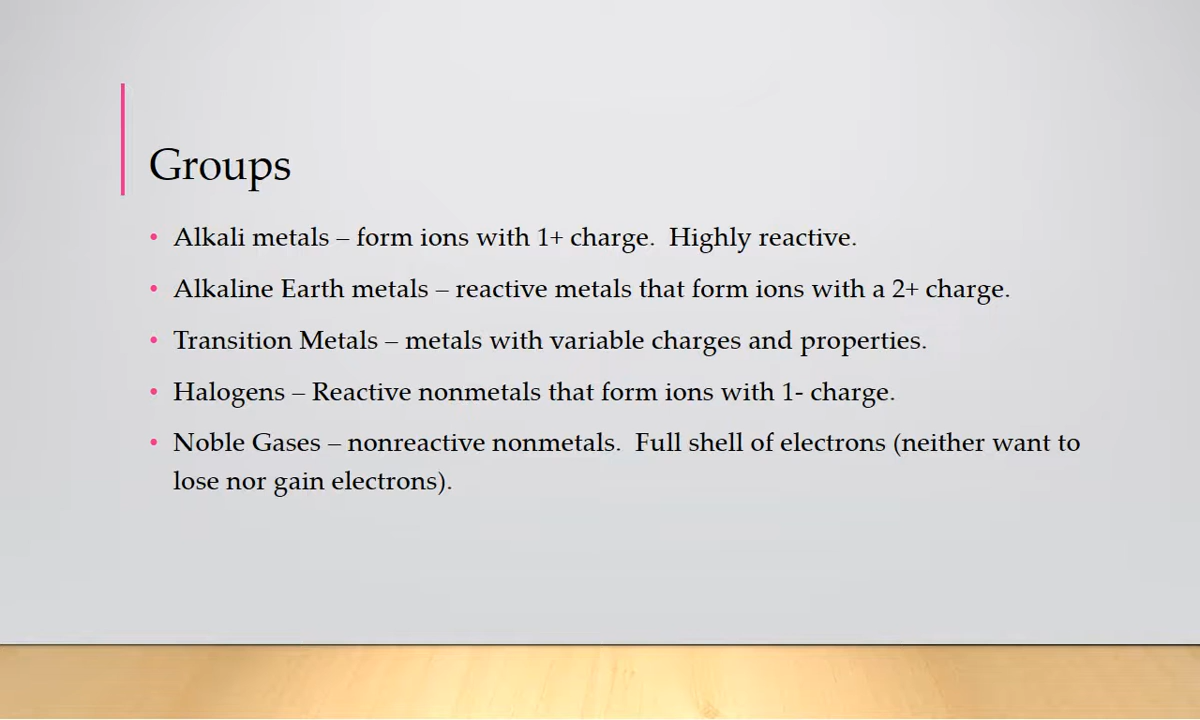 Groups
• Alkali metals – form ions with 1+ charge.  Highly reactive.
• Alkaline Earth metals – reactive metals that form ions with a 2+ charge.
• Transition Metals – metals with variable charges and properties.
• Halogens – Reactive nonmetals that form ions with 1- charge.
• Noble Gases – nonreactive nonmetals.  Full shell of electrons (neither want to
lose nor gain electrons).